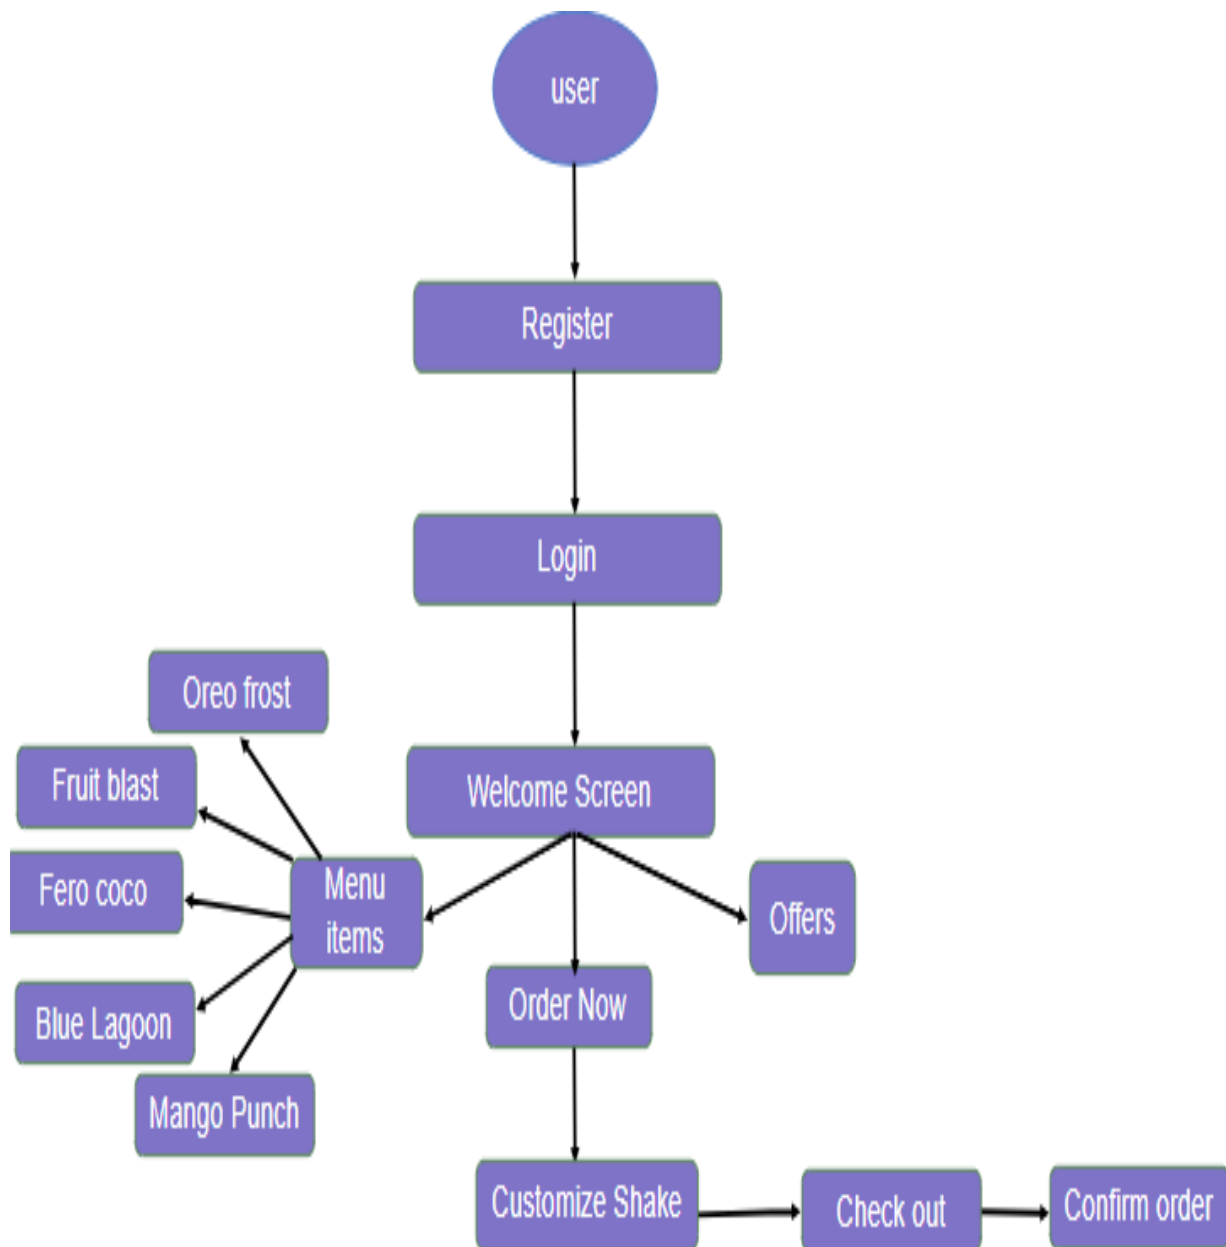 user
Register
Login
Oreo frost
Fruit blast
Welcome Screen
Fero coco
Menu
items
Offers
Blue Lagoon
Order Now
Mango Punch
Customize Shake
Check out
Confirm order